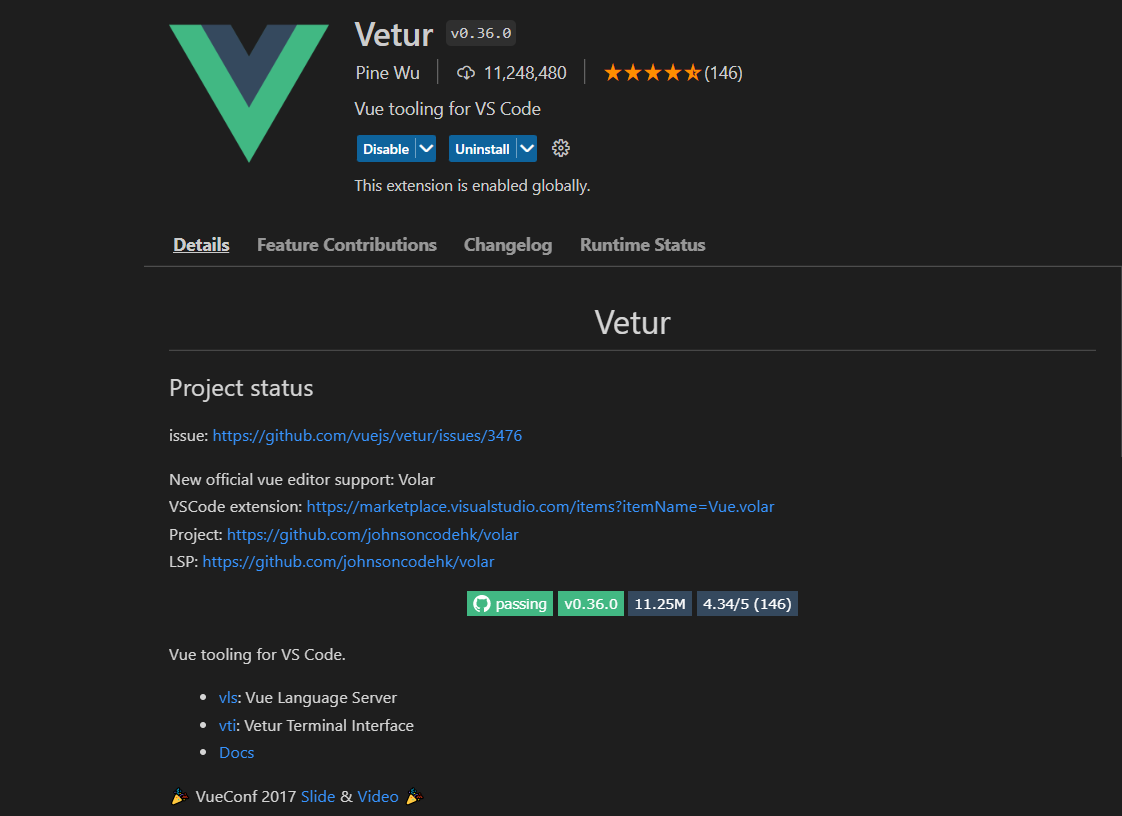 Vetur v0.36.0
Pine Wu 11,248,480 (146)
Vue tooling for VS Code
Disable Uninstall
This extension is enabled globally.
Details Feature Contributions Changelog Runtime Status
Vetur
Project status
issue: https://github.com/vuejs/vetur/issues/3476
New official vue editor support: Volar
VSCode extension: https://marketplace.visualstudio.com/items?itemName=Vue.volar
Project: https://github.com/johnsoncodehk/volar
LSP: https://github.com/johnsoncodehk/volar
passing v0.36.0 11.25M 4.34/5 (146)
Vue tooling for VS Code.
vls: Vue Language Server
vti: Vetur Terminal Interface
Docs
🎉 VueConf 2017 Slide & Video 🎉